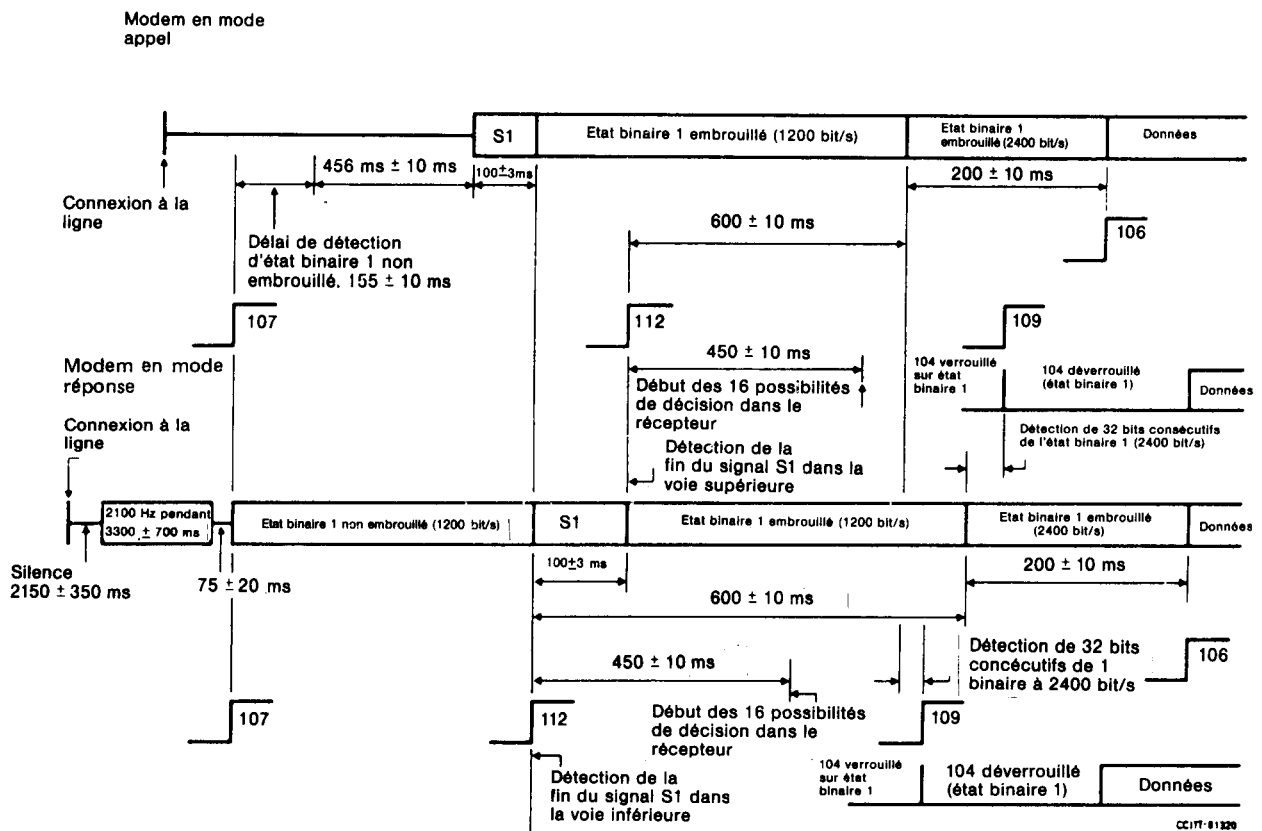 Modem en mode
appel
S1
Etat binaire 1 embrouillé (1200 bit/s)
Etat binaire 1
embrouillé (2400 bit/s)
Données
456 ms ± 10 ms
100±3ms
200 ± 10 ms
Connexion à la
ligne
600 ± 10 ms
106
Délai de détection
d'état binaire 1 non
embrouillé. 155 ± 10 ms
107
112
109
450 ± 10 ms
Modem en mode
réponse
104 verrouillé
sur état
binaire 1
104 déverrouillé
(état binaire 1)
Données
Début des 16 possibilités
de décision dans le
récepteur
Connexion à la
ligne
Détection de 32 bits consécutifs
de l'état binaire 1 (2400 bit/s)
Détection de la
fin du signal S1 dans la
voie supérieure
2100 Hz pendant
3300 ± 700 ms
Etat binaire 1 non embrouillé (1200 bit/s)
S1
Etat binaire 1 embrouillé (1200 bit/s)
Etat binaire 1 embrouillé
(2400 bit/s)
Données
Silence
2150 ± 350 ms
75 ± 20 ms
100±3 ms
200 ± 10 ms
600 ± 10 ms
Détection de 32 bits
concécutifs de 1
binaire à 2400 bit/s
106
450 ± 10 ms
107
112
Début des 16 possibilités
de décision dans le
récepteur
109
104 verrouillé
sur état
binaire 1
104 déverrouillé
(état binaire 1)
Données
Détection de la
fin du signal S1 dans
la voie inférieure
CCITT-81320